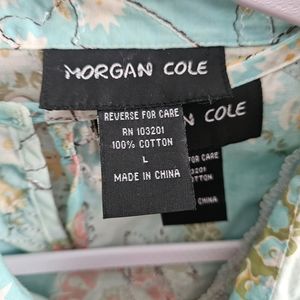 MORGAN COLE
REVERSE FOR CARE
RN 103201
100% COTTON
L
MADE IN CHINA
N COLE
FOR CARE
3201
COTTON
CHINA